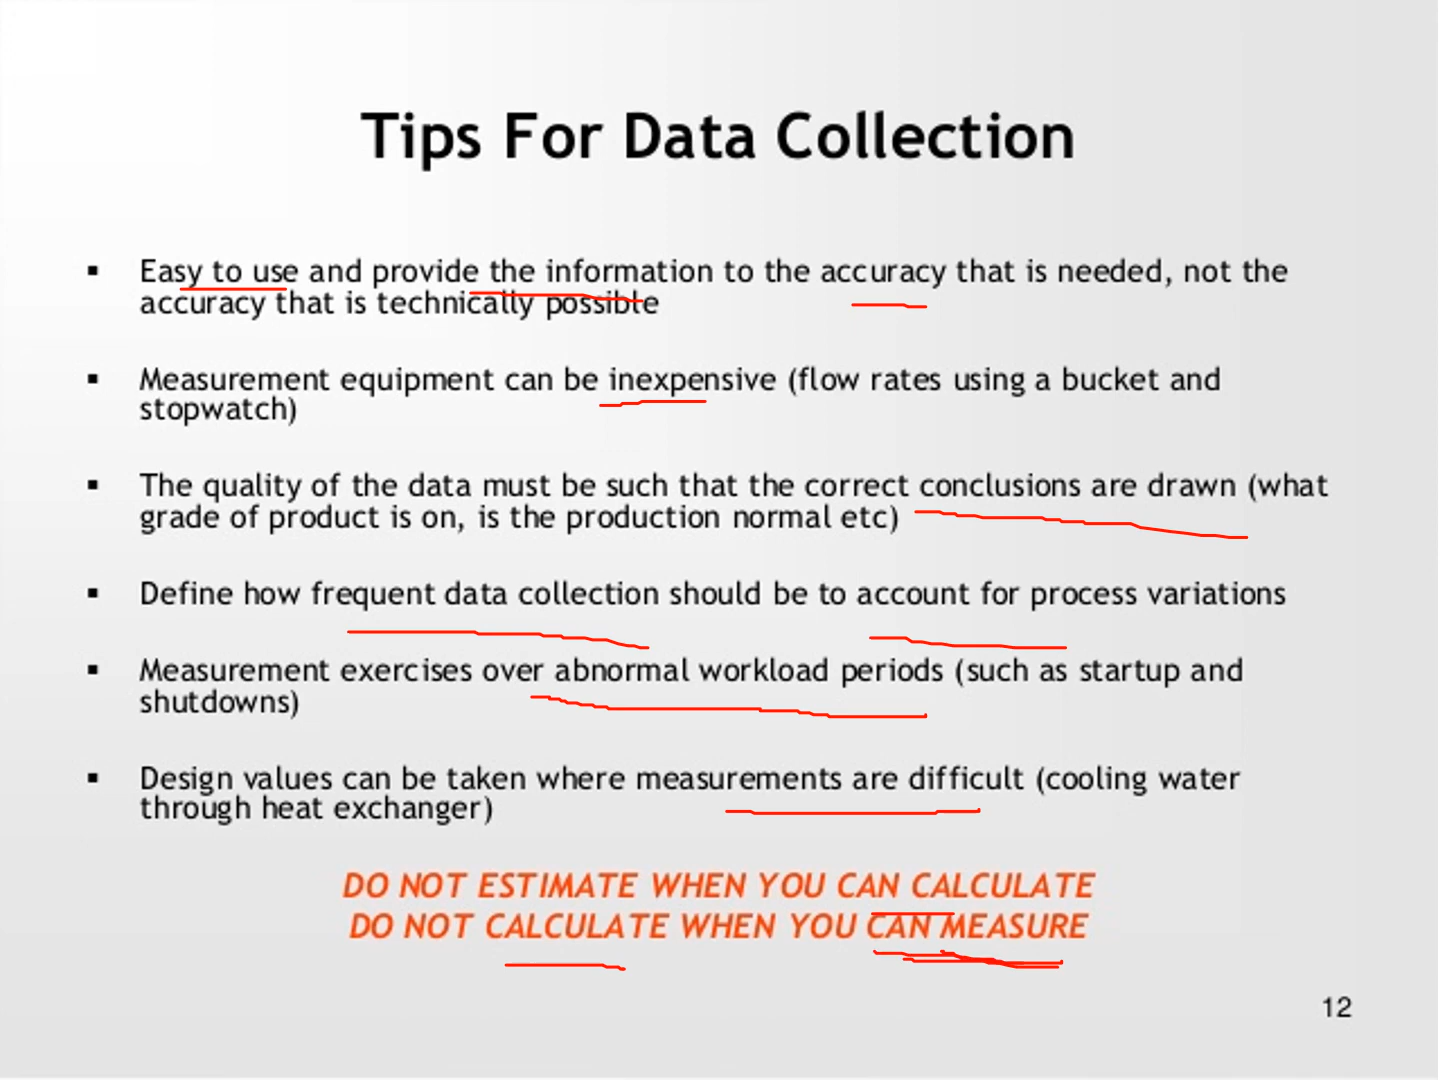 Tips For Data Collection
▪ Easy to use and provide the information to the accuracy that is needed, not the
accuracy that is technically possible
▪ Measurement equipment can be inexpensive (flow rates using a bucket and
stopwatch)
▪ The quality of the data must be such that the correct conclusions are drawn (what
grade of product is on, is the production normal etc)
▪ Define how frequent data collection should be to account for process variations
▪ Measurement exercises over abnormal workload periods (such as startup and
shutdowns)
▪ Design values can be taken where measurements are difficult (cooling water
through heat exchanger)
DO NOT ESTIMATE WHEN YOU CAN CALCULATE
DO NOT CALCULATE WHEN YOU CAN MEASURE
12